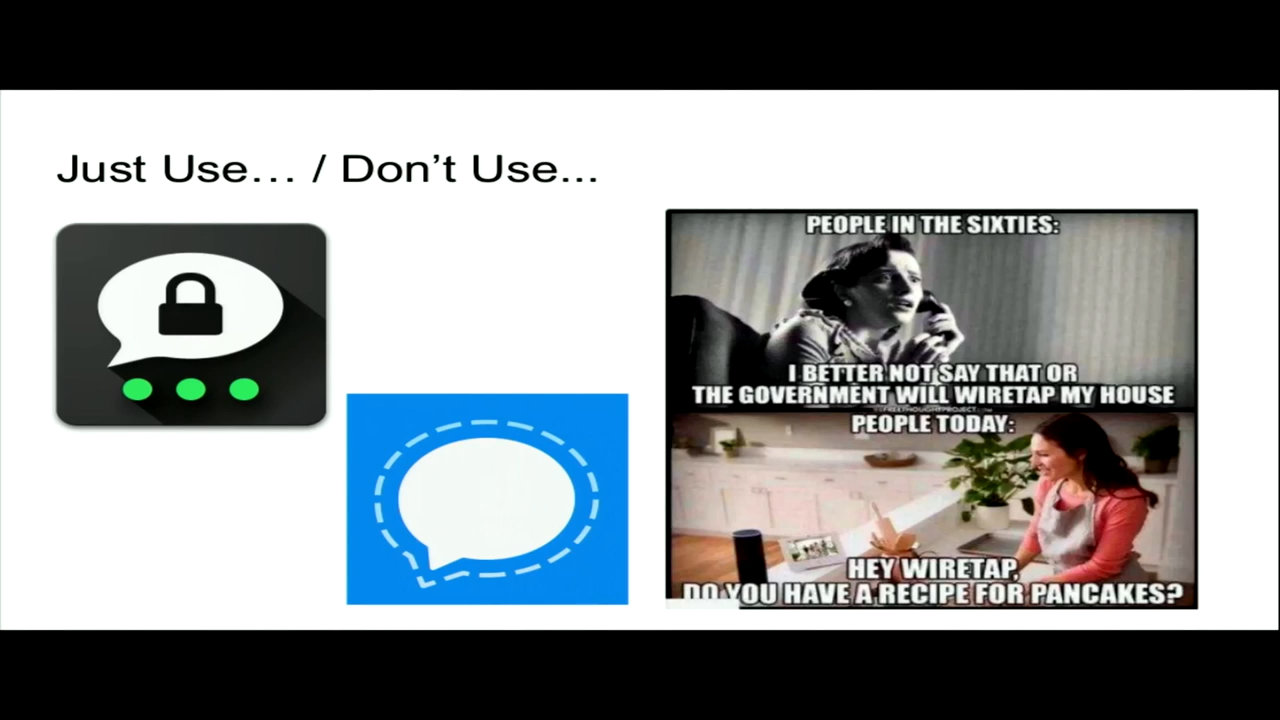 Just Use… / Don't Use...
PEOPLE IN THE SIXTIES:
I BETTER NOT SAY THAT OR
THE GOVERNMENT WILL WIRETAP MY HOUSE
PEOPLE TODAY:
HEY WIRETAP,
DO YOU HAVE A RECIPE FOR PANCAKES?